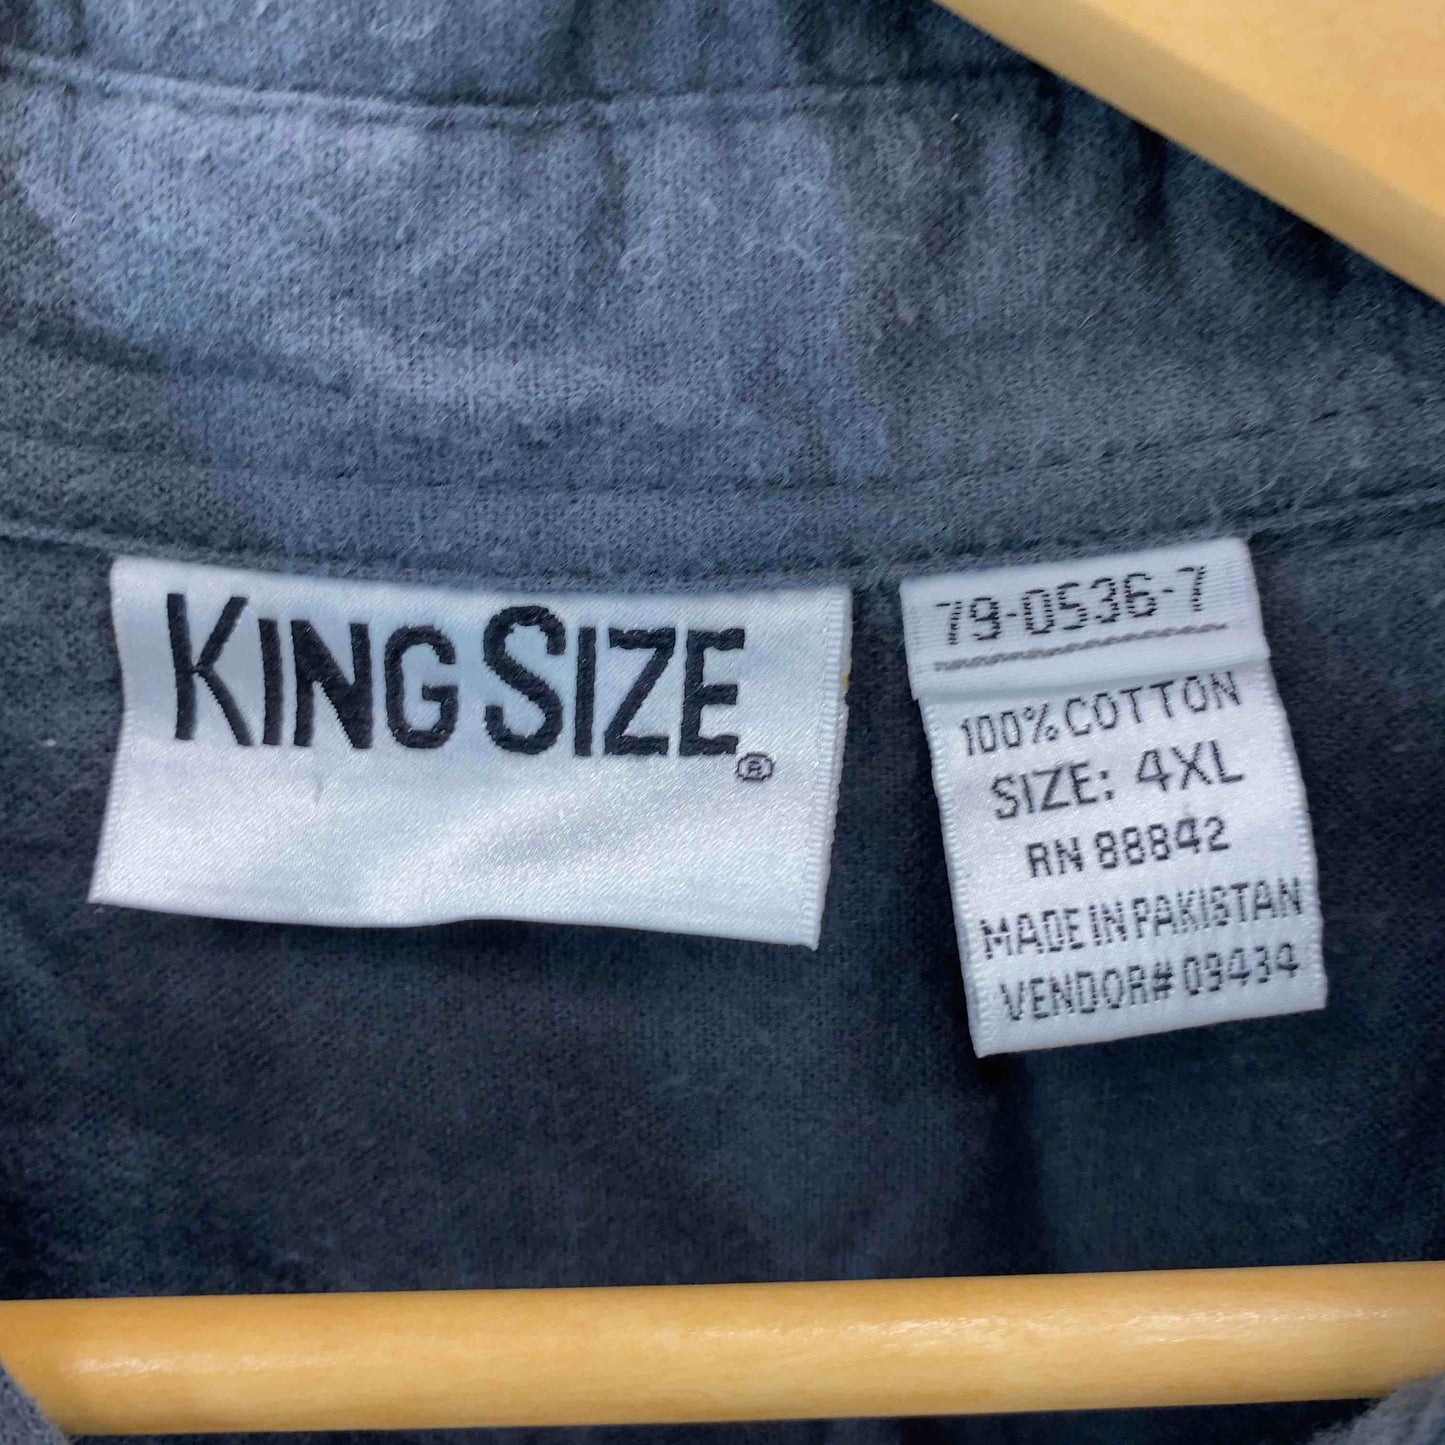 KING SIZE
®
79-0536-7
100% COTTON
SIZE: 4XL
RN 88842
MADE IN PAKISTAN
VENDOR# 09434